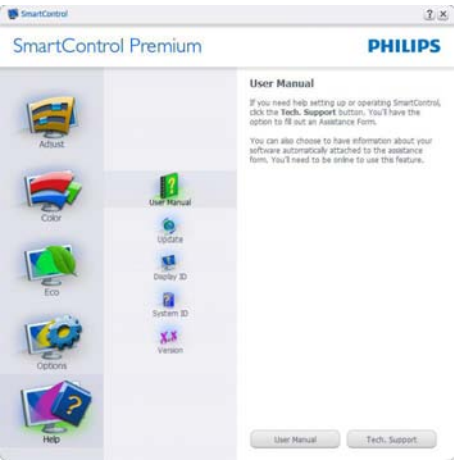 SmartControl
SmartControl Premium
PHILIPS
Adjust
Color
Eco
Options
Help
User Manual
Update
Display ID
System ID
Version
User Manual
If you need help setting up or operating SmartControl,
click the Tech. Support button. You'll have the
option to fill out an Assistance Form.
You can also choose to have information about your
software automatically attached to the assistance
form. You'll need to be online to use the feature.
User Manual
Tech. Support